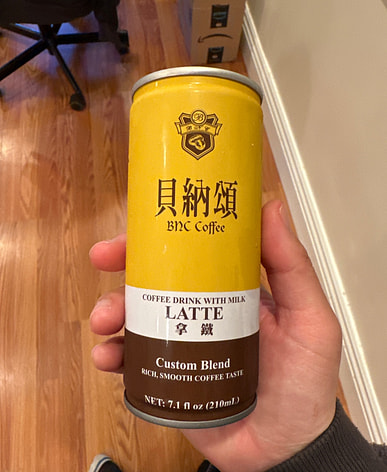 貝納頌
BNC Coffee
COFFEE DRINK WITH MILK
LATTE
拿鐵
Custom Blend
RICH, SMOOTH COFFEE TASTE
NET: 7.1 fl oz (210mL)